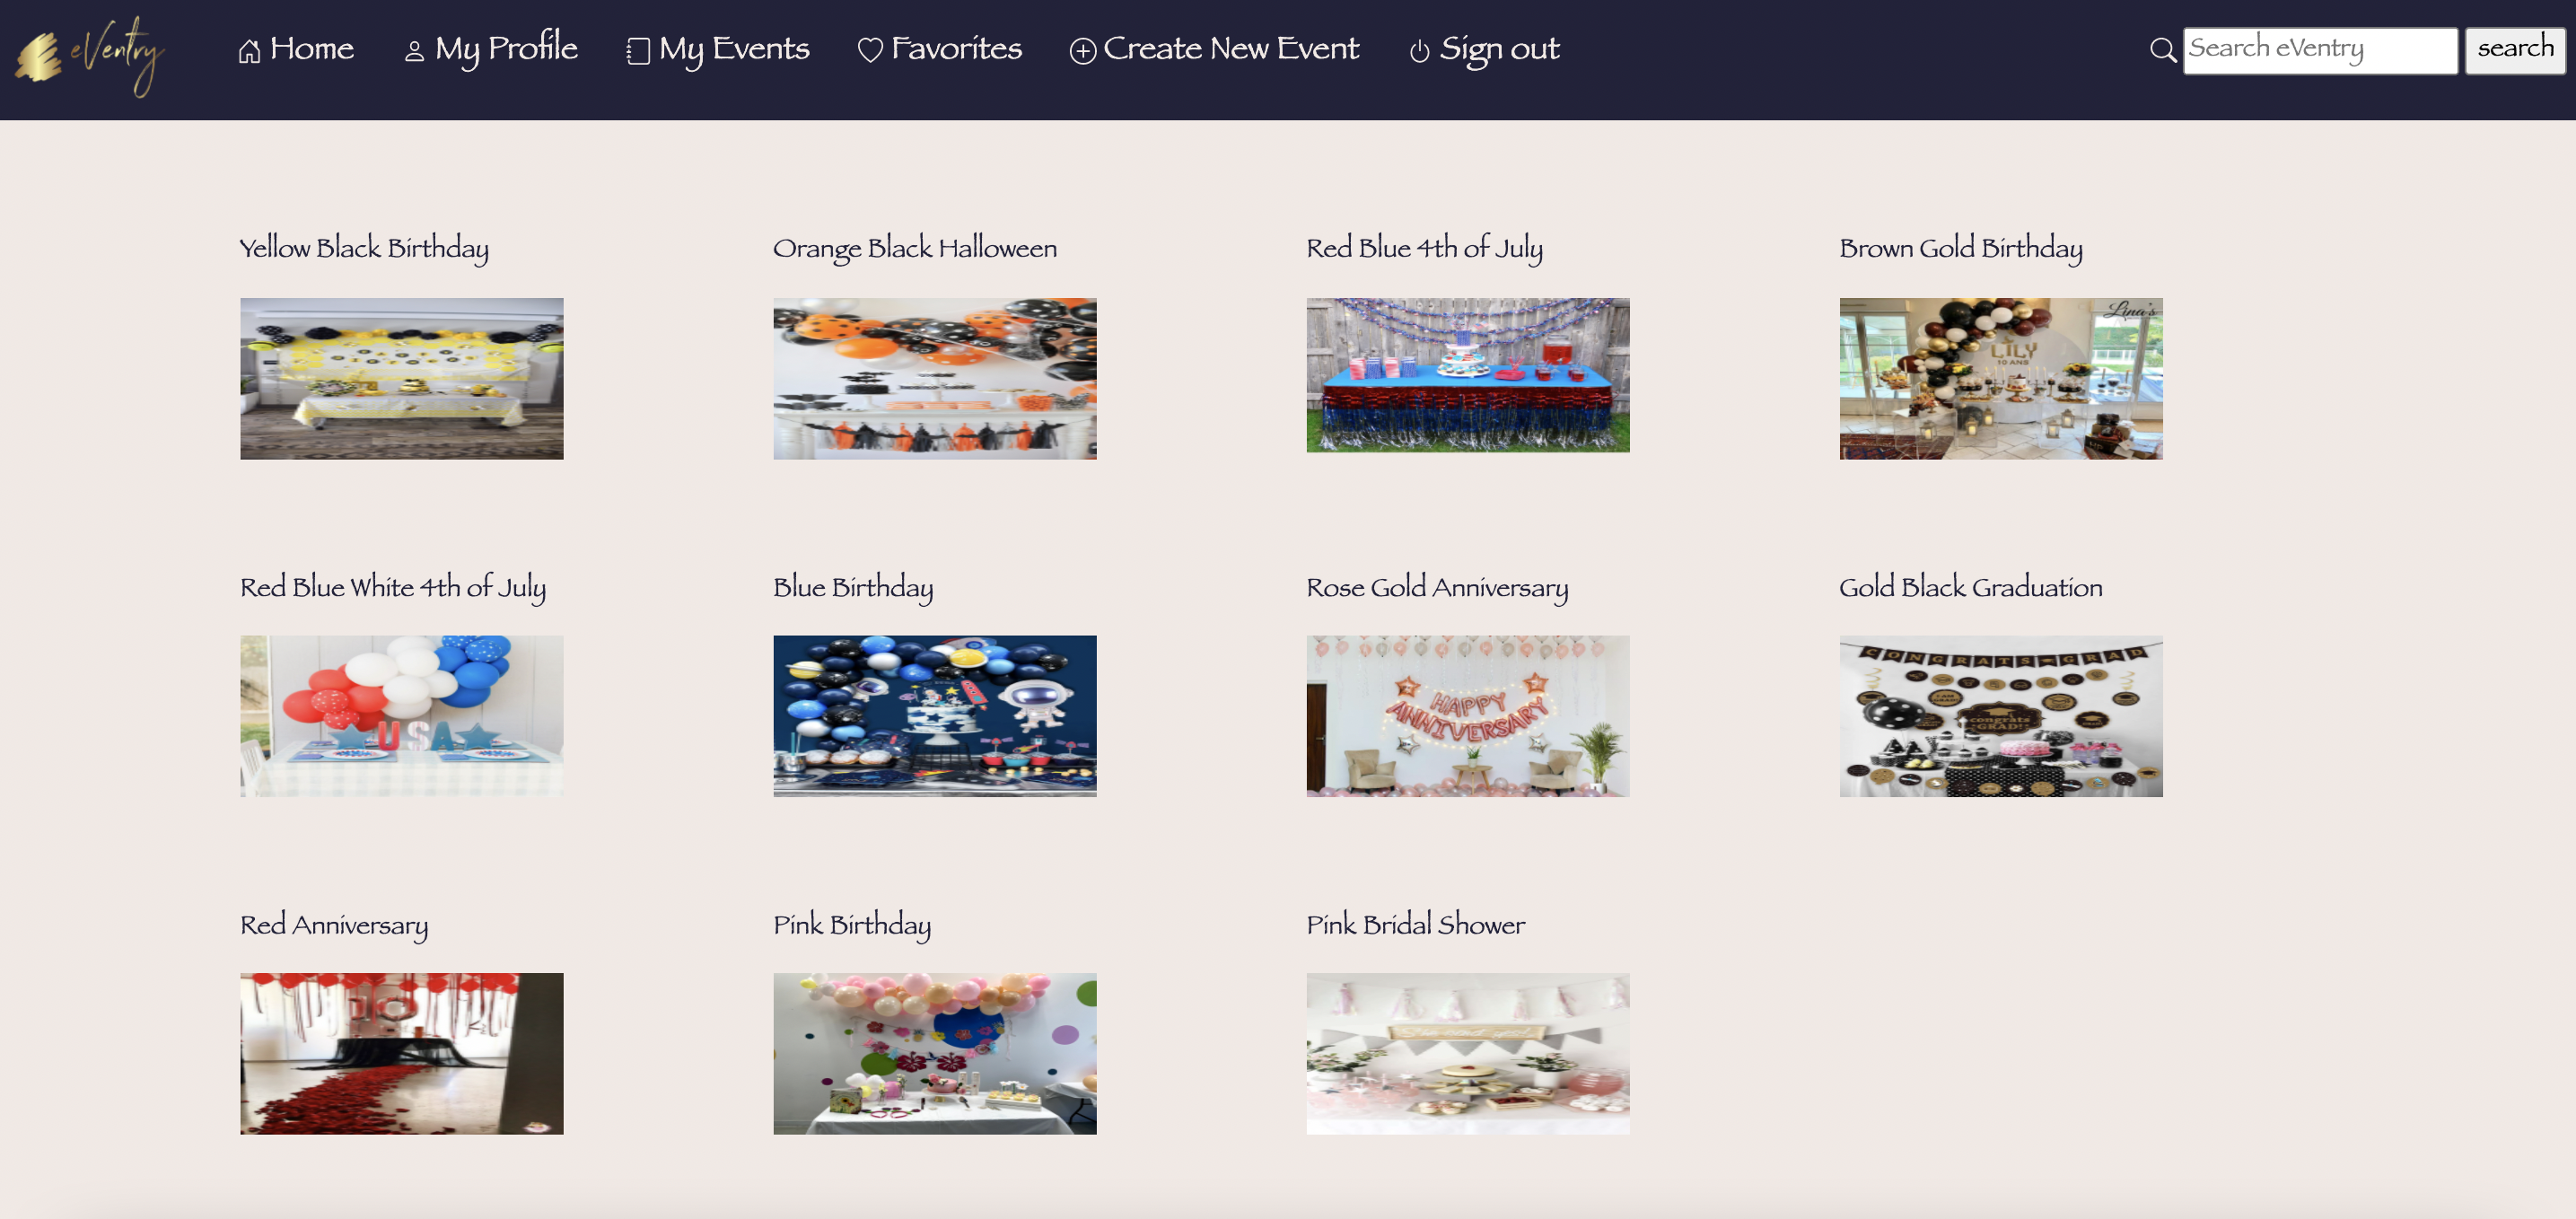 eVentry
Home
My Profile
My Events
Favorites
Create New Event
Sign out
Search eVentry
search
Yellow Black Birthday
Orange Black Halloween
Red Blue 4th of July
Brown Gold Birthday
Lina's
LILY
10 ANS
Red Blue White 4th of July
Blue Birthday
Rose Gold Anniversary
Gold Black Graduation
USA
HAPPY
ANNIVERSARY
CONGRATS GRAD
congrats
GRAD!
Red Anniversary
Pink Birthday
Pink Bridal Shower
10